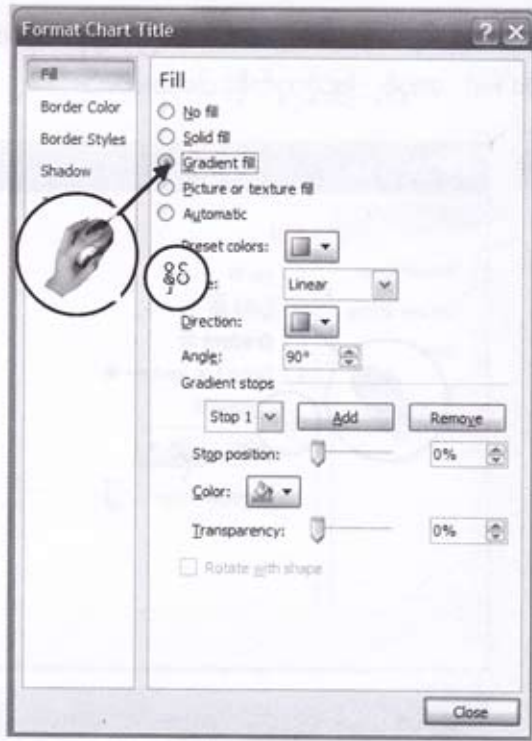 Format Chart Title
Fill
Border Color
Border Styles
Shadow
Fill
No fill
Solid fill
Gradient fill
Picture or texture fill
Automatic
Preset colors:
Linear
Direction:
Angle: 90°
Gradient stops
Stop 1 Add Remove
Stop position: 0%
Color:
Transparency: 0%
Rotate with shape
Close